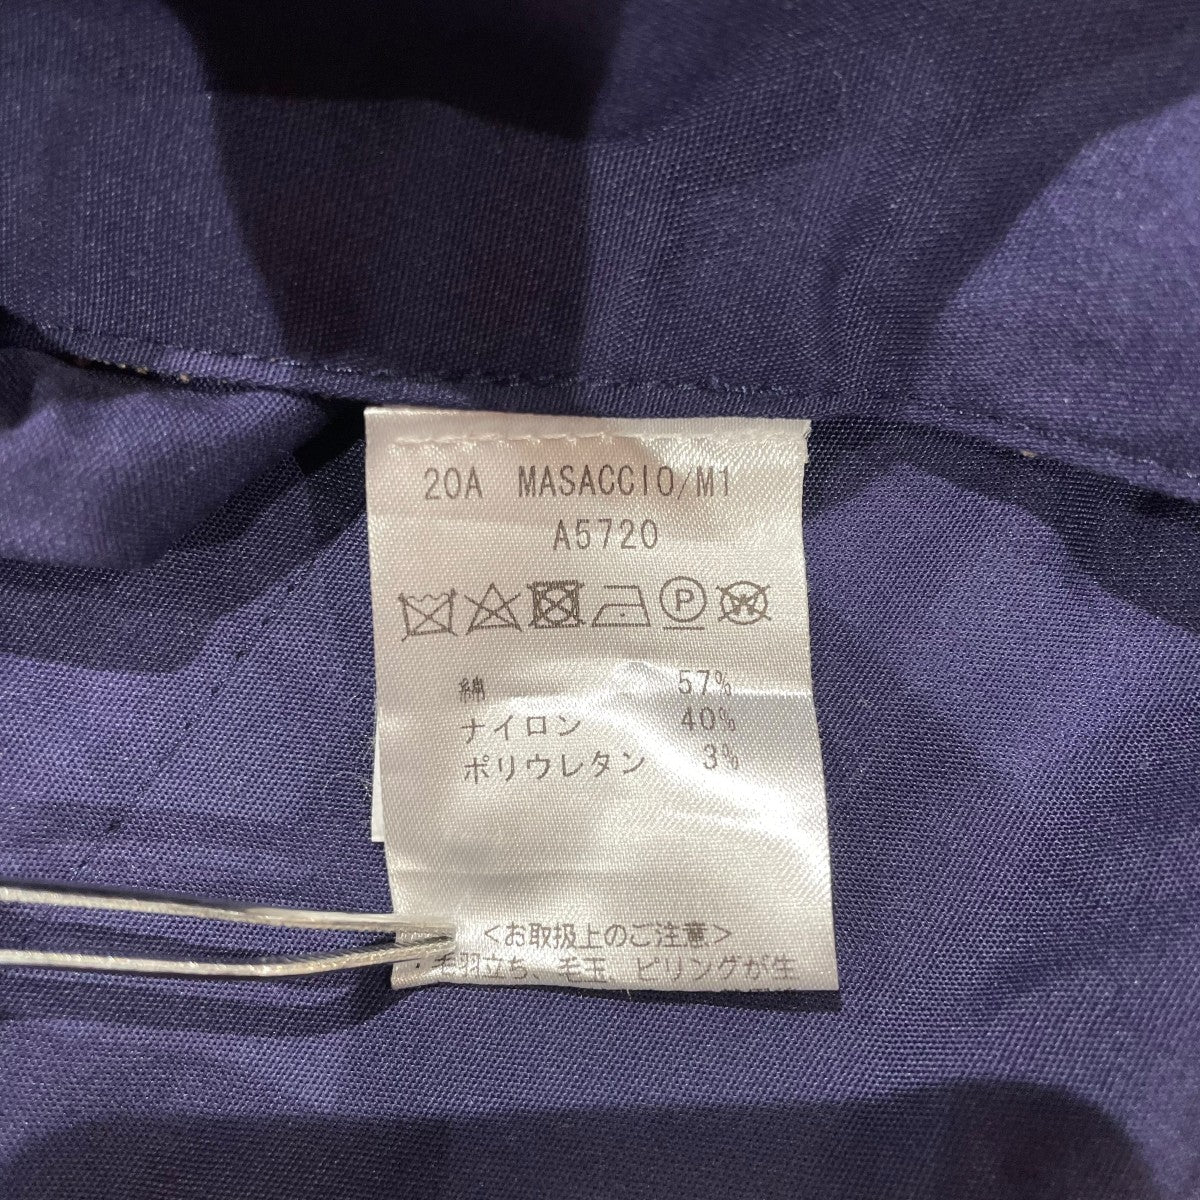 20A MASACCIO/M1
A5720
P W
綿 57%
ナイロン 40%
ポリウレタン 3%
<お取扱上のご注意>
・毛羽立ち、毛玉、ピリングが生